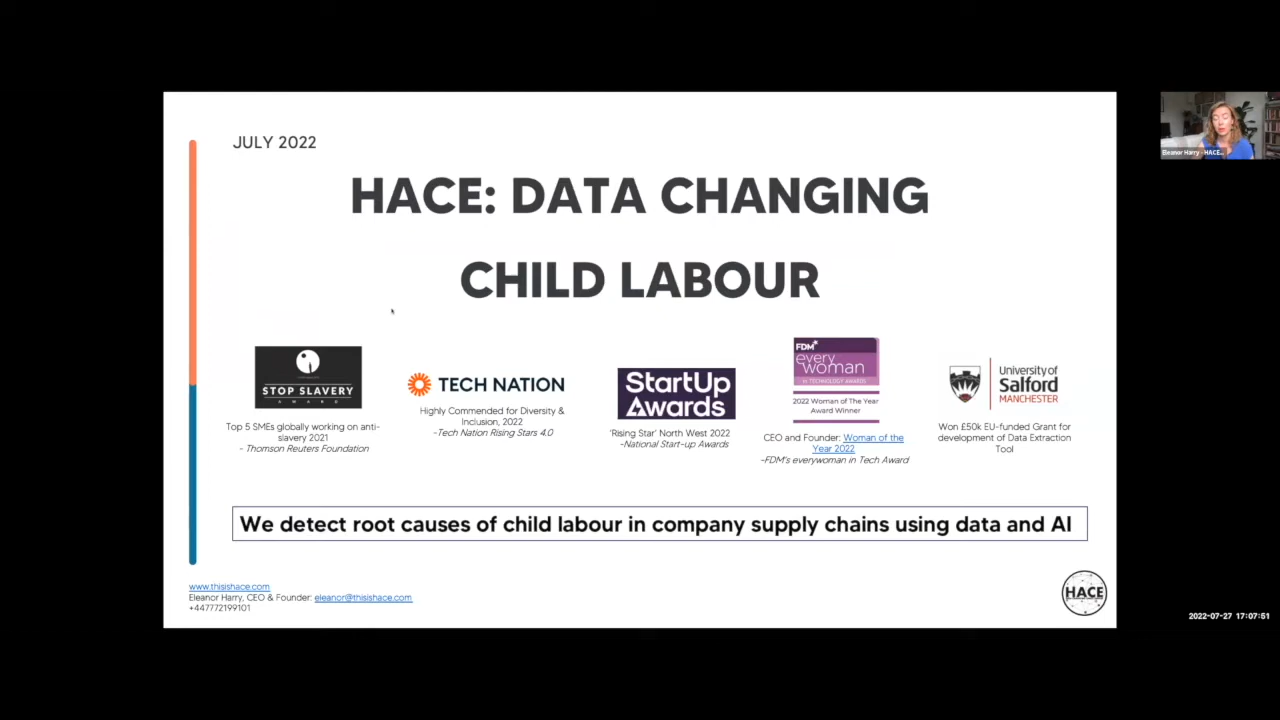 JULY 2022
HACE: DATA CHANGING
CHILD LABOUR
STOP SLAVERY
AWARD
Top 5 SMEs globally working on anti-
slavery 2021
- Thomson Reuters Foundation
TECH NATION
Highly Commended for Diversity &
Inclusion, 2022
-Tech Nation Rising Stars 4.0
StartUp
Awards
'Rising Star' North West 2022
-National Start-up Awards
FDM
every
woman
IN TECHNOLOGY AWARDS
2022 Woman of The Year
Award Winner
CEO and Founder: Woman of the
Year 2022
-FDM's everywoman in Tech Award
University of
Salford
MANCHESTER
Won £50k EU-funded Grant for
development of Data Extraction
Tool
We detect root causes of child labour in company supply chains using data and AI
www.thisishace.com
Eleanor Harry, CEO & Founder: eleanor@thisishace.com
+447772199101
HACE
Eleanor Harry - HACE...
2022-07-27 17:07:51